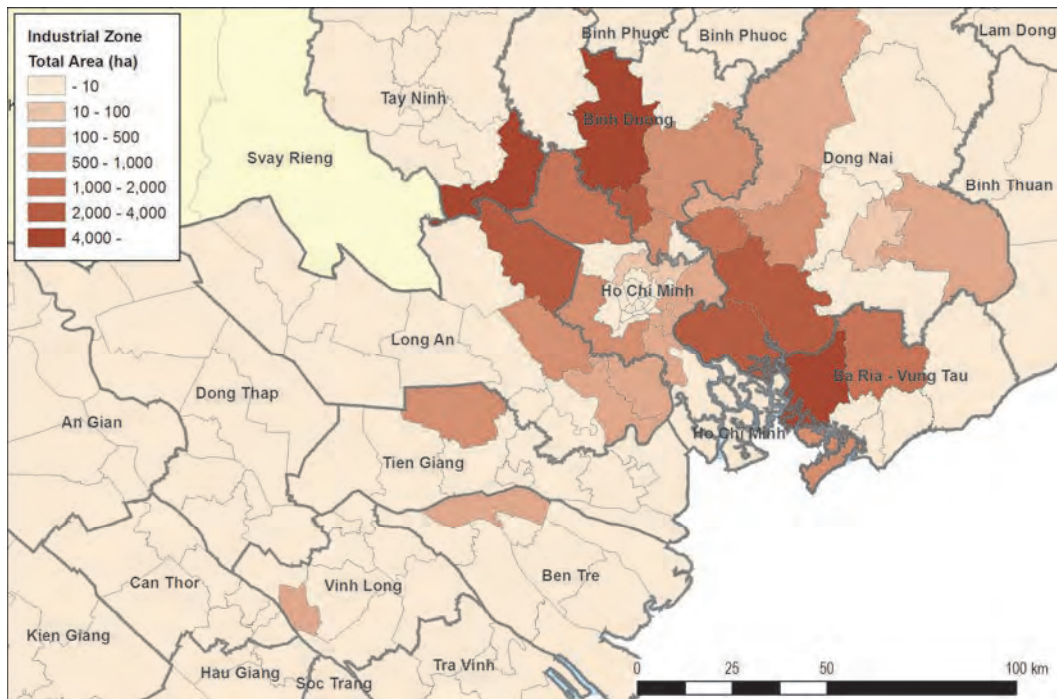 Industrial Zone
Total Area (ha)
- 10
10 - 100
100 - 500
500 - 1,000
1,000 - 2,000
2,000 - 4,000
4,000 -
Binh Phuoc
Binh Phuoc
Lam Dong
Tay Ninh
Binh Duong
Svay Rieng
Dong Nai
Binh Thuan
Ho Chi Minh
Long An
Ba Ria - Vung Tau
Dong Thap
An Gian
Ho Chi Minh
Tien Giang
Can Thor
Vinh Long
Ben Tre
Kien Giang
Hau Giang
Soc Trang
Tra Vinh
0 25 50 100 km